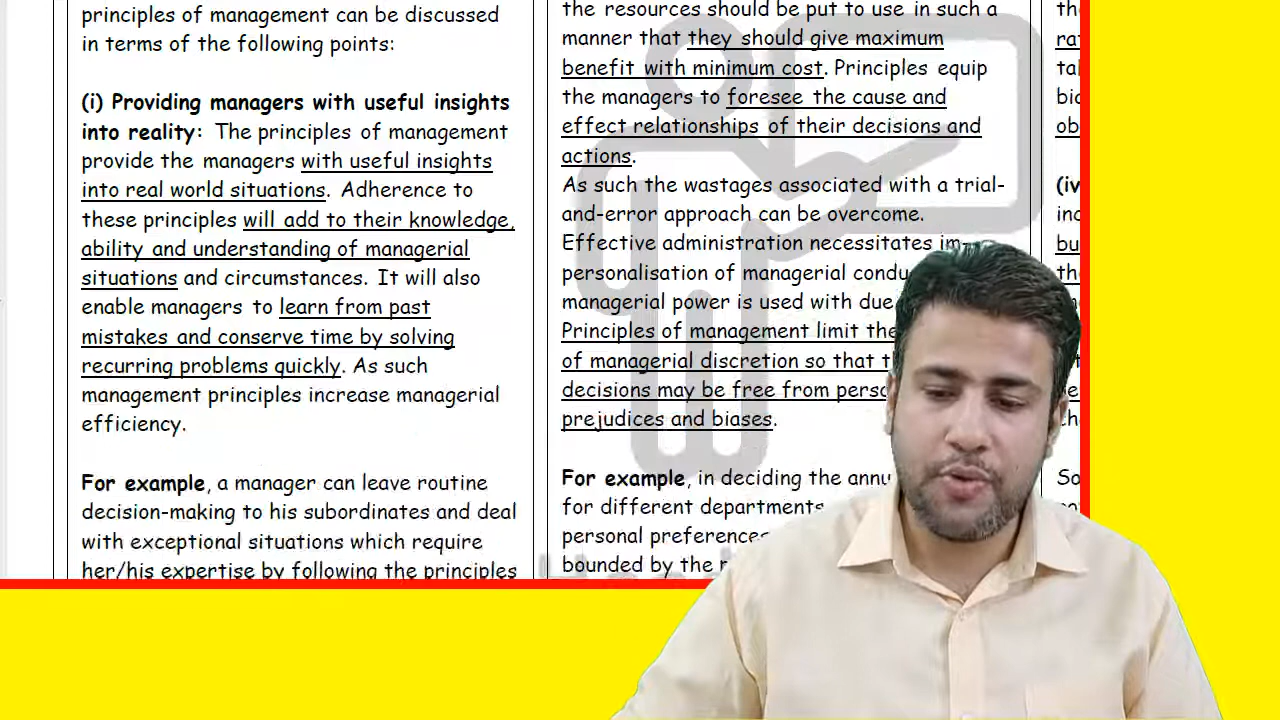 principles of management can be discussed
in terms of the following points:
(i) Providing managers with useful insights
into reality: The principles of management
provide the managers with useful insights
into real world situations. Adherence to
these principles will add to their knowledge,
ability and understanding of managerial
situations and circumstances. It will also
enable managers to learn from past
mistakes and conserve time by solving
recurring problems quickly. As such
management principles increase managerial
efficiency.
For example, a manager can leave routine
decision-making to his subordinates and deal
with exceptional situations which require
her/his expertise by following the principles
the resources should be put to use in such a
manner that they should give maximum
benefit with minimum cost. Principles equip
the managers to foresee the cause and
effect relationships of their decisions and
actions.
As such the wastages associated with a trial-
and-error approach can be overcome.
Effective administration necessitates im-
personalisation of managerial
managerial power is used with due
Principles of management limit the
of managerial discretion so that
decisions may be free from
prejudices and biases.
For example, in deciding the
for different departments
personal preferences
bounded by the
(iv
So